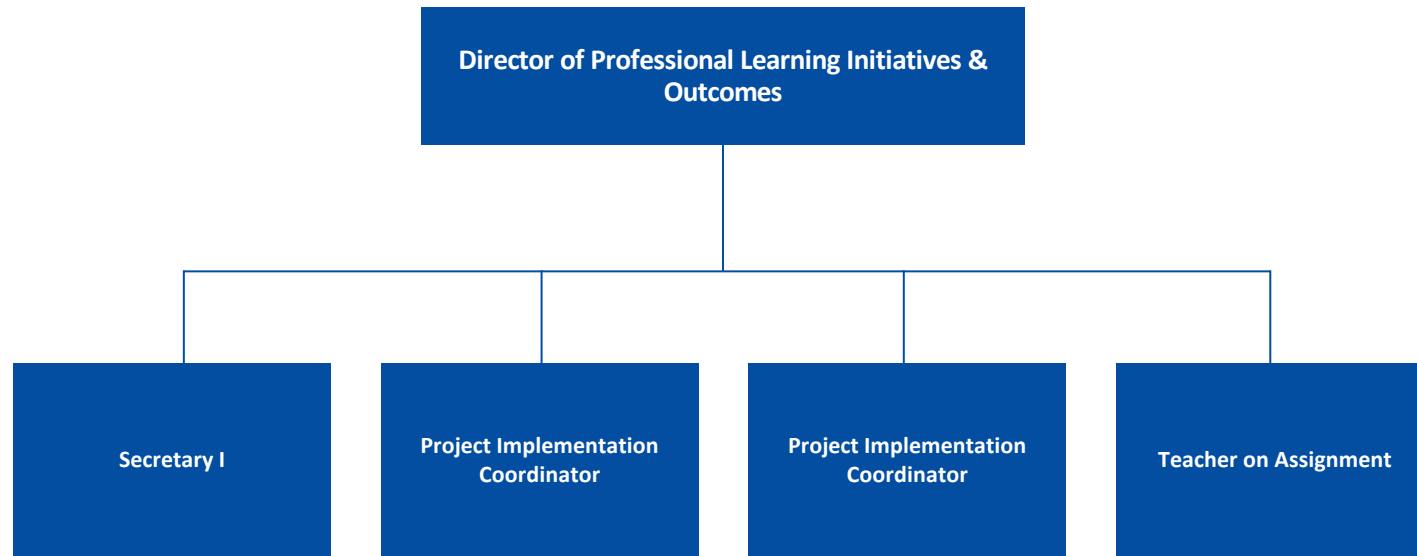 Director of Professional Learning Initiatives &
Outcomes
Secretary I
Project Implementation
Coordinator
Project Implementation
Coordinator
Teacher on Assignment